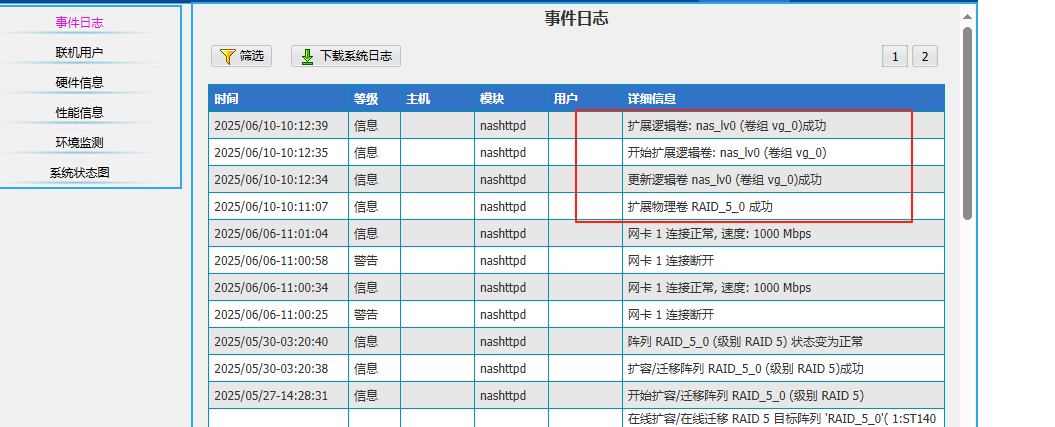 事件日志
事件日志
联机用户
硬件信息
性能信息
环境监测
系统状态图
筛选 下载系统日志 1 2
时间 等级 主机 模块 用户 详细信息
2025/06/10-10:12:39 信息 nashttpd 扩展逻辑卷: nas_lv0 (卷组 vg_0)成功
2025/06/10-10:12:35 信息 nashttpd 开始扩展逻辑卷: nas_lv0 (卷组 vg_0)
2025/06/10-10:12:34 信息 nashttpd 更新逻辑卷 nas_lv0 (卷组 vg_0)成功
2025/06/10-10:11:07 信息 nashttpd 扩展物理卷 RAID_5_0 成功
2025/06/06-11:01:04 信息 nashttpd 网卡 1 连接正常, 速度: 1000 Mbps
2025/06/06-11:00:58 警告 nashttpd 网卡 1 连接断开
2025/06/06-11:00:34 信息 nashttpd 网卡 1 连接正常, 速度: 1000 Mbps
2025/06/06-11:00:25 警告 nashttpd 网卡 1 连接断开
2025/05/30-03:20:40 信息 nashttpd 阵列 RAID_5_0 (级别 RAID 5) 状态变为正常
2025/05/30-03:20:38 信息 nashttpd 扩容/迁移阵列 RAID_5_0 (级别 RAID 5)成功
2025/05/27-14:28:31 信息 nashttpd 开始扩容/迁移阵列 RAID_5_0 (级别 RAID 5)
在线扩容/在线迁移 RAID 5 目标阵列 'RAID_5_0'( 1:ST140